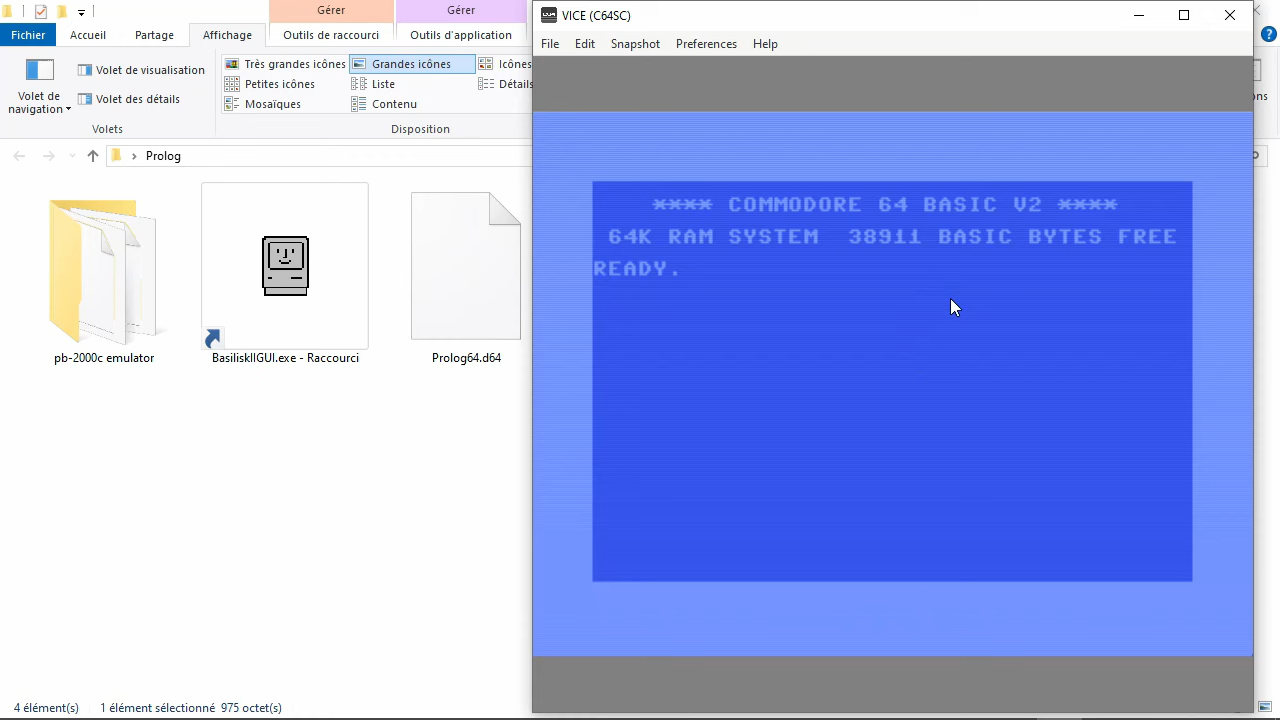 Gérer
Gérer
Fichier
Accueil
Partage
Affichage
Outils de raccourci
Outils d'application
Volet de navigation
Volet de visualisation
Volet des détails
Volets
Très grandes icônes
Grandes icônes
Icônes
Petites icônes
Liste
Détails
Mosaïques
Contenu
Disposition
Prolog
pb-2000c emulator
BasiliskIIGUI.exe - Raccourci
Prolog64.d64
4 élément(s)
1 élément sélectionné 975 octet(s)
VICE (C64SC)
File Edit Snapshot Preferences Help
**** COMMODORE 64 BASIC V2 ****
64K RAM SYSTEM 38911 BASIC BYTES FREE
READY.